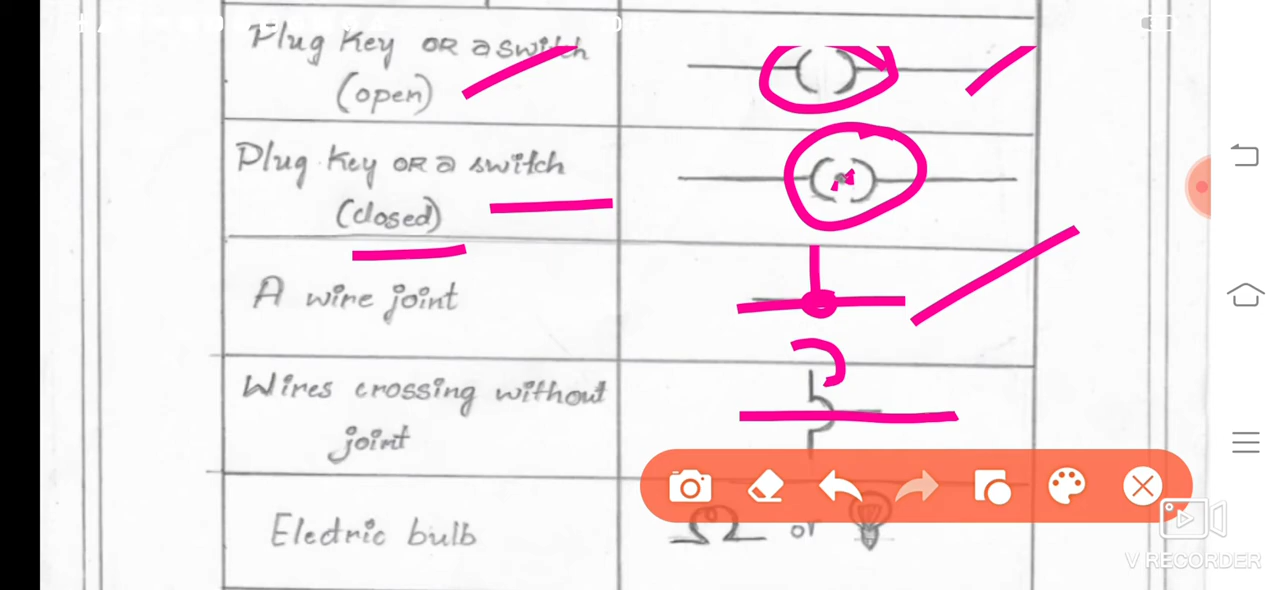 Plug Key OR a switch
(open)
Plug Key OR a switch
(closed)
A wire joint
Wires crossing without
joint
Electric bulb
or
V RECORDER